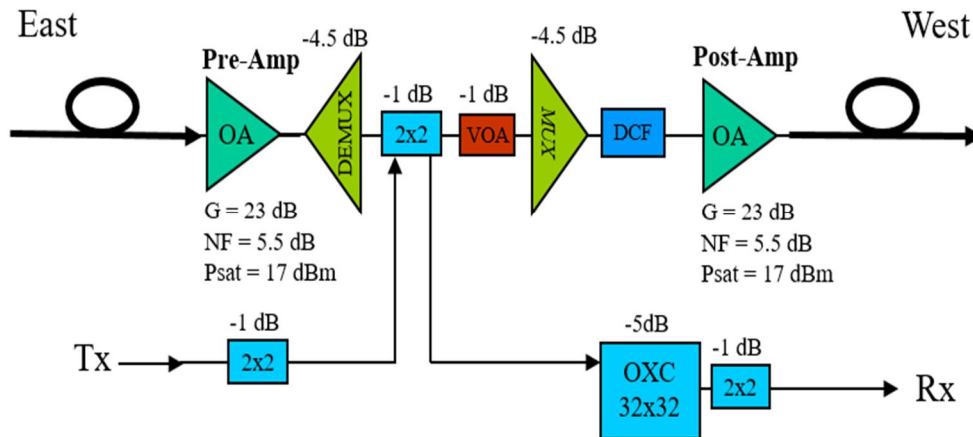 East
West
-4.5 dB
-4.5 dB
Pre-Amp
Post-Amp
-1 dB
-1 dB
OA
DEMUX
2x2
VOA
MUX
DCF
OA
G = 23 dB
NF = 5.5 dB
Psat = 17 dBm
G = 23 dB
NF = 5.5 dB
Psat = 17 dBm
-1 dB
Tx
2x2
-5dB
OXC
32x32
-1 dB
2x2
Rx